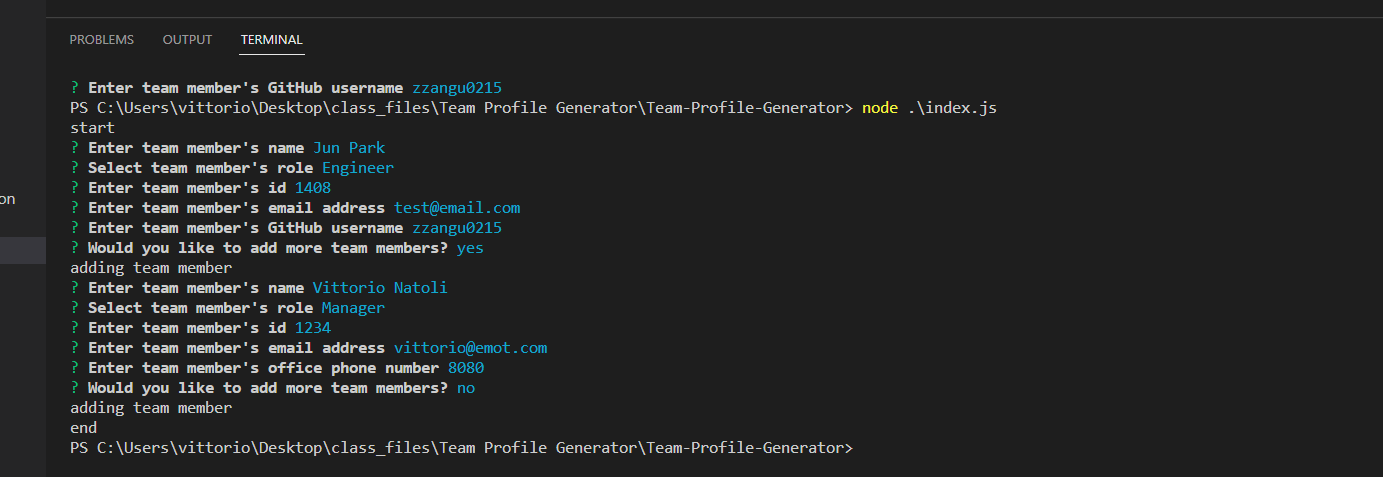 PROBLEMS OUTPUT TERMINAL
? Enter team member's GitHub username zzangu0215
PS C:\Users\vittorio\Desktop\class_files\Team Profile Generator\Team-Profile-Generator> node .\index.js
start
? Enter team member's name Jun Park
? Select team member's role Engineer
? Enter team member's id 1408
? Enter team member's email address test@email.com
on
? Enter team member's GitHub username zzangu0215
? Would you like to add more team members? yes
adding team member
? Enter team member's name Vittorio Natoli
? Select team member's role Manager
? Enter team member's id 1234
? Enter team member's email address vittorio@emot.com
? Enter team member's office phone number 8080
? Would you like to add more team members? no
adding team member
end
PS C:\Users\vittorio\Desktop\class_files\Team Profile Generator\Team-Profile-Generator>